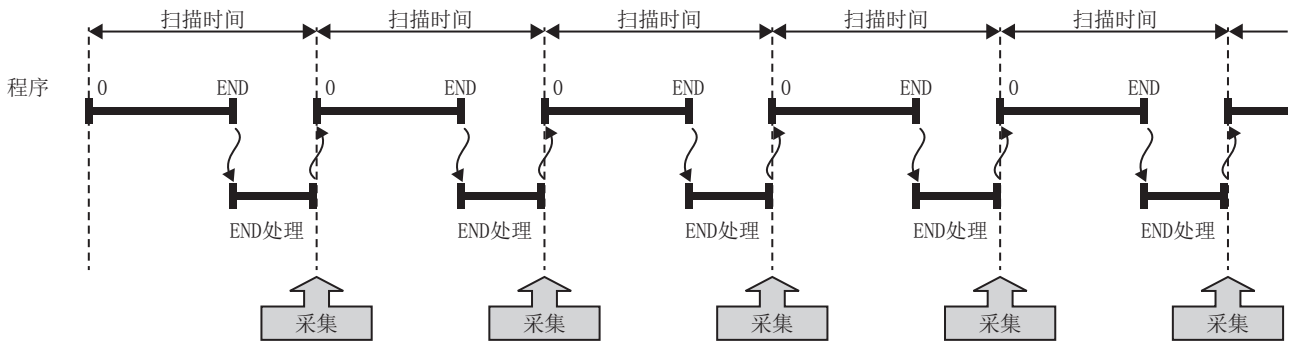 扫描时间 扫描时间 扫描时间 扫描时间 扫描时间
程序 0 END 0 END 0 END 0 END 0 END
END处理 END处理 END处理 END处理 END处理
采集 采集 采集 采集 采集